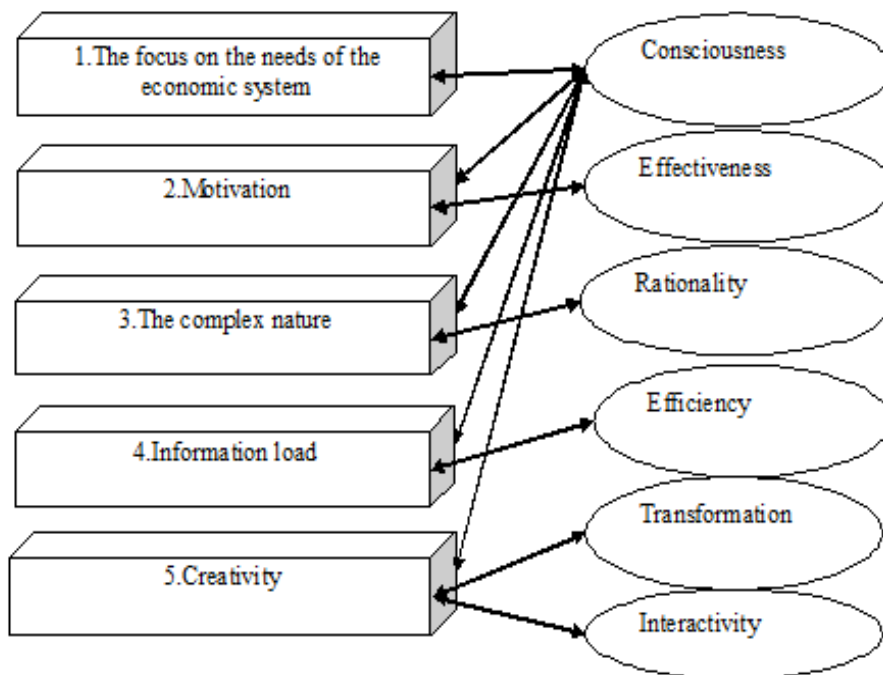 1.The focus on the needs of the
economic system
Consciousness
2.Motivation
Effectiveness
3.The complex nature
Rationality
4.Information load
Efficiency
5.Creativity
Transformation
Interactivity